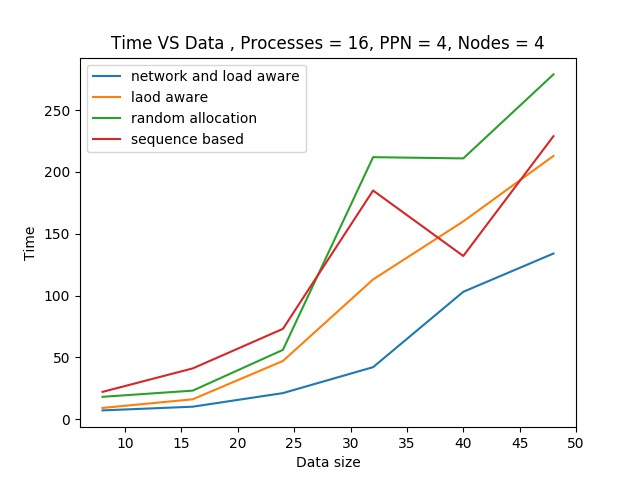 Time VS Data , Processes = 16, PPN = 4, Nodes = 4
network and load aware
laod aware
random allocation
sequence based
250
200
150
100
50
0
Time
10 15 20 25 30 35 40 45 50
Data size